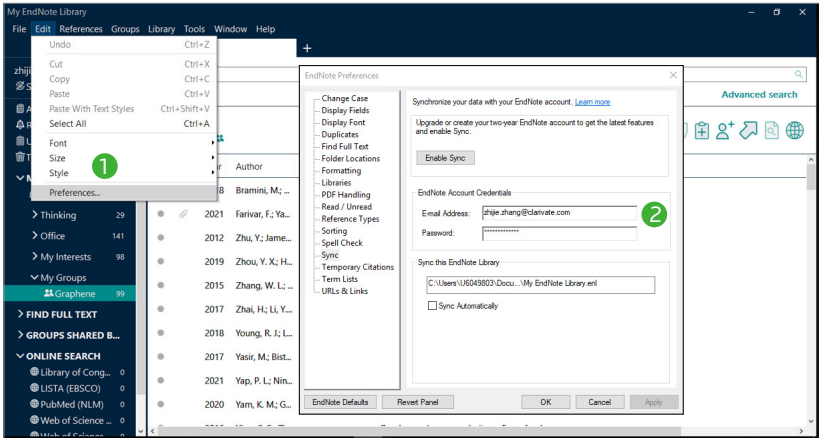 My EndNote Library
File Edit References Groups Library Tools Window Help
Undo Ctrl+Z
Cut Ctrl+X
Copy Ctrl+C
Paste Ctrl+V
Paste With Text Styles Ctrl+Shift+V
Select All Ctrl+A
Font
Size
Style
Preferences...
1
zhiji
Advanced search
Author
Bramini, M.; ...
Thinking 29
2021 Farivar, F.; Ya...
Office 141
2012 Zhu, Y.; Jame...
My Interests 98
2019 Zhou, Y. X.; H...
My Groups
2015 Zhang, W. L.; ...
Graphene 99
2017 Zhai, H.; Li, Y....
FIND FULL TEXT
2018 Young, R. J.; L...
GROUPS SHARED B...
2017 Yasir, M.; Bist...
ONLINE SEARCH
Library of Cong... 0
2021 Yap, P. L.; Nin...
LISTA (EBSCO) 0
PubMed (NLM) 0
2020 Yam, K. M.; G...
Web of Science ... 0
EndNote Preferences
Change Case
Display Fields
Display Font
Duplicates
Find Full Text
Folder Locations
Formatting
Libraries
PDF Handling
Read / Unread
Reference Types
Sorting
Spell Check
Sync
Temporary Citations
Term Lists
URLs & Links
Synchronize your data with your EndNote account. Learn more
Upgrade or create your two-year EndNote account to get the latest features
and enable Sync.
Enable Sync
EndNote Account Credentials
E-mail Address: zhijie.zhang@clarivate.com
2
Password: *************
Sync this EndNote Library
C:\Users\U6049803\Docu...\My EndNote Library.enl
Sync Automatically
EndNote Defaults Revert Panel OK Cancel Apply